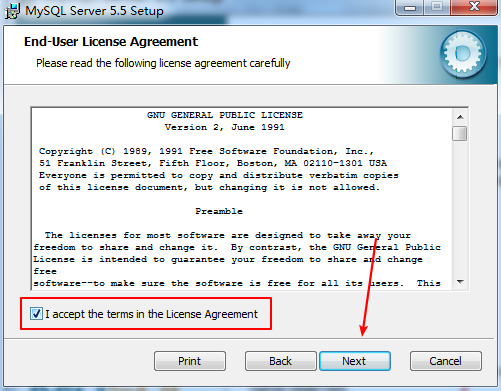 MySQL Server 5.5 Setup
End-User License Agreement
Please read the following license agreement carefully
GNU GENERAL PUBLIC LICENSE
Version 2, June 1991
Copyright (C) 1989, 1991 Free Software Foundation, Inc.,
51 Franklin Street, Fifth Floor, Boston, MA 02110-1301 USA
Everyone is permitted to copy and distribute verbatim copies
of this license document, but changing it is not allowed.
Preamble
The licenses for most software are designed to take away your
freedom to share and change it. By contrast, the GNU General Public
License is intended to guarantee your freedom to share and change
free
software--to make sure the software is free for all its users. This
I accept the terms in the License Agreement
Print Back Next Cancel